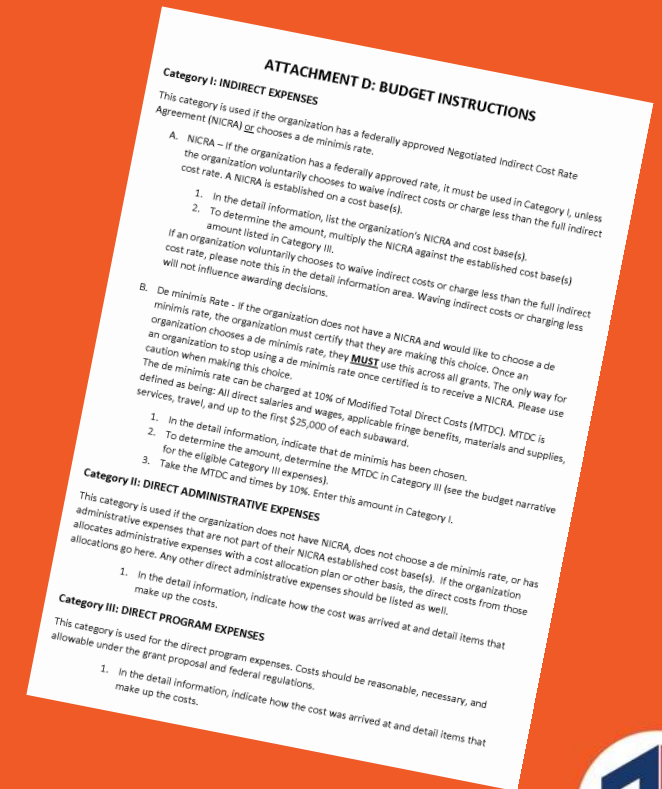 ATTACHMENT D: BUDGET INSTRUCTIONS
Category I: INDIRECT EXPENSES
This category is used if the organization has a federally approved Negotiated Indirect Cost Rate
Agreement (NICRA) or chooses a de minimis rate.
A. NICRA – If the organization has a federally approved rate, it must be used in Category I, unless
the organization voluntarily chooses to waive indirect costs or charge less than the full indirect
cost rate. A NICRA is established on a cost base(s).
1. In the detail information, list the organization's NICRA and cost base(s).
2. To determine the amount, multiply the NICRA against the established cost base(s)
amount listed in Category III.
If an organization voluntarily chooses to waive indirect costs or charge less than the full indirect
cost rate, please note this in the detail information area. Waving indirect costs or charging less
will not influence awarding decisions.
B. De minimis Rate - If the organization does not have a NICRA and would like to choose a de
minimis rate, the organization must certify that they are making this choice. Once an
organization chooses a de minimis rate, they MUST use this across all grants. The only way for
an organization to stop using a de minimis rate once certified is to receive a NICRA. Please use
caution when making this choice.
The de minimis rate can be charged at 10% of Modified Total Direct Costs (MTDC). MTDC is
defined as being: All direct salaries and wages, applicable fringe benefits, materials and supplies,
services, travel, and up to the first $25,000 of each subaward.
1. In the detail information, indicate that de minimis has been chosen.
2. To determine the amount, determine the MTDC in Category III (see the budget narrative
for the eligible Category III expenses).
3. Take the MTDC and times by 10%. Enter this amount in Category I.
Category II: DIRECT ADMINISTRATIVE EXPENSES
This category is used if the organization does not have NICRA, does not choose a de minimis rate, or has
administrative expenses that are not part of their NICRA established cost base(s). If the organization
allocates administrative expenses with a cost allocation plan or other basis, the direct costs from those
allocations go here. Any other direct administrative expenses should be listed as well.
1. In the detail information, indicate how the cost was arrived at and detail items that
make up the costs.
Category III: DIRECT PROGRAM EXPENSES
This category is used for the direct program expenses. Costs should be reasonable, necessary, and
allowable under the grant proposal and federal regulations.
1. In the detail information, indicate how the cost was arrived at and detail items that
make up the costs.